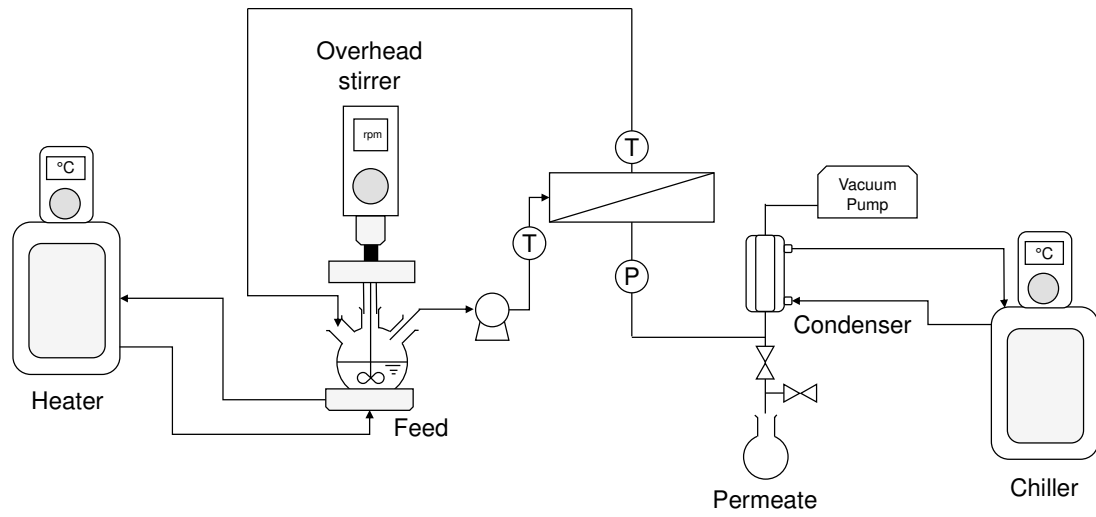 Overhead
stirrer
rpm
°C
T
Vacuum
Pump
T
P
°C
Condenser
Heater
Feed
Permeate
Chiller